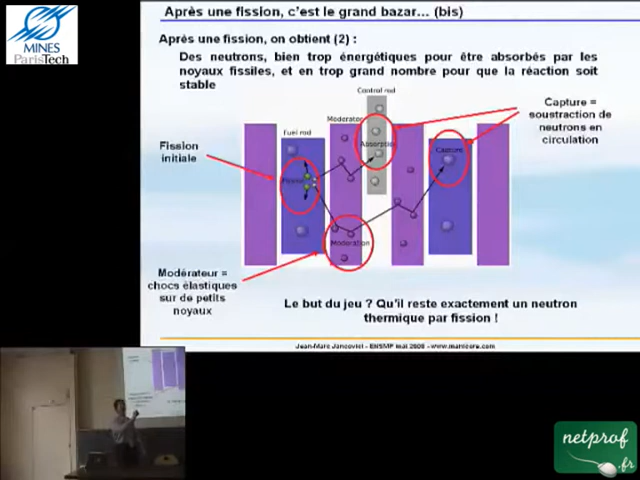 MINES
ParisTech
Après une fission, c'est le grand bazar… (bis)
Après une fission, on obtient (2) :
Des neutrons, bien trop énergétiques pour être absorbés par les
noyaux fissiles, et en trop grand nombre pour que la réaction soit
stable
Control rod
Capture =
soustraction de
neutrons en
circulation
Moderator
Fuel rod
Absorption
Capture
Fission
initiale
Fission
Moderation
Modérateur =
chocs élastiques
sur de petits
noyaux
Le but du jeu ? Qu'il reste exactement un neutron
thermique par fission !
Jean-Marc Jancovici - ENSMP mai 2008 - www.manicore.com
netprof
.fr